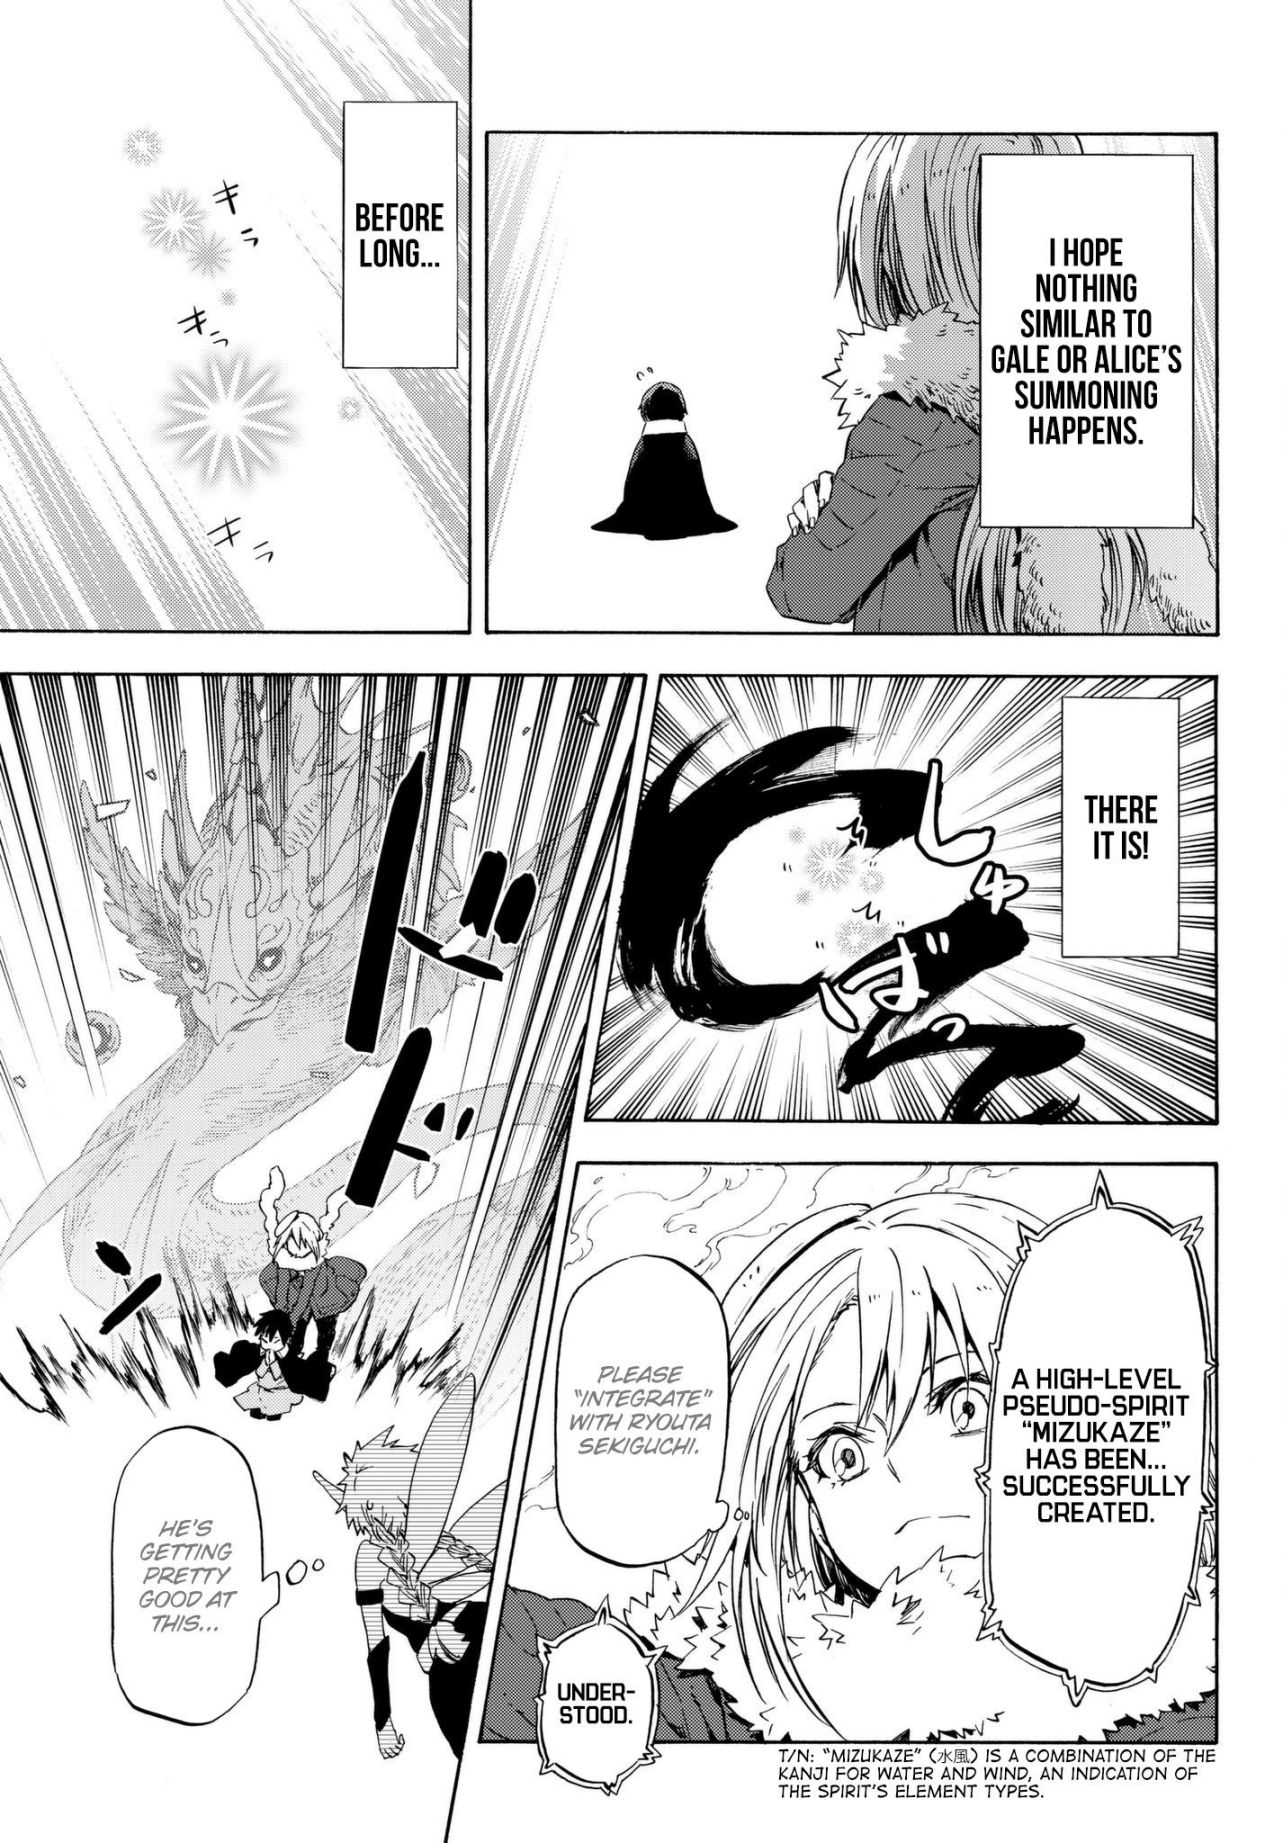 I HOPE
NOTHING
SIMILAR TO
GALE OR ALICE'S
SUMMONING
HAPPENS.
BEFORE
LONG...
キラ
キラ
キラ
THERE
IT IS!
しゅ
ばっ
ドドン
A HIGH-LEVEL
PSEUDO-SPIRIT
"MIZUKAZE"
HAS BEEN...
SUCCESSFULLY
CREATED.
PLEASE
"INTEGRATE"
WITH RYOUTA
SEKIGUCHI.
UNDER-
STOOD.
HE'S
GETTING
PRETTY
GOOD AT
THIS...
T/N: "MIZUKAZE" (水風) IS A COMBINATION OF THE
KANJI FOR WATER AND WIND, AN INDICATION OF
THE SPIRIT'S ELEMENT TYPES.